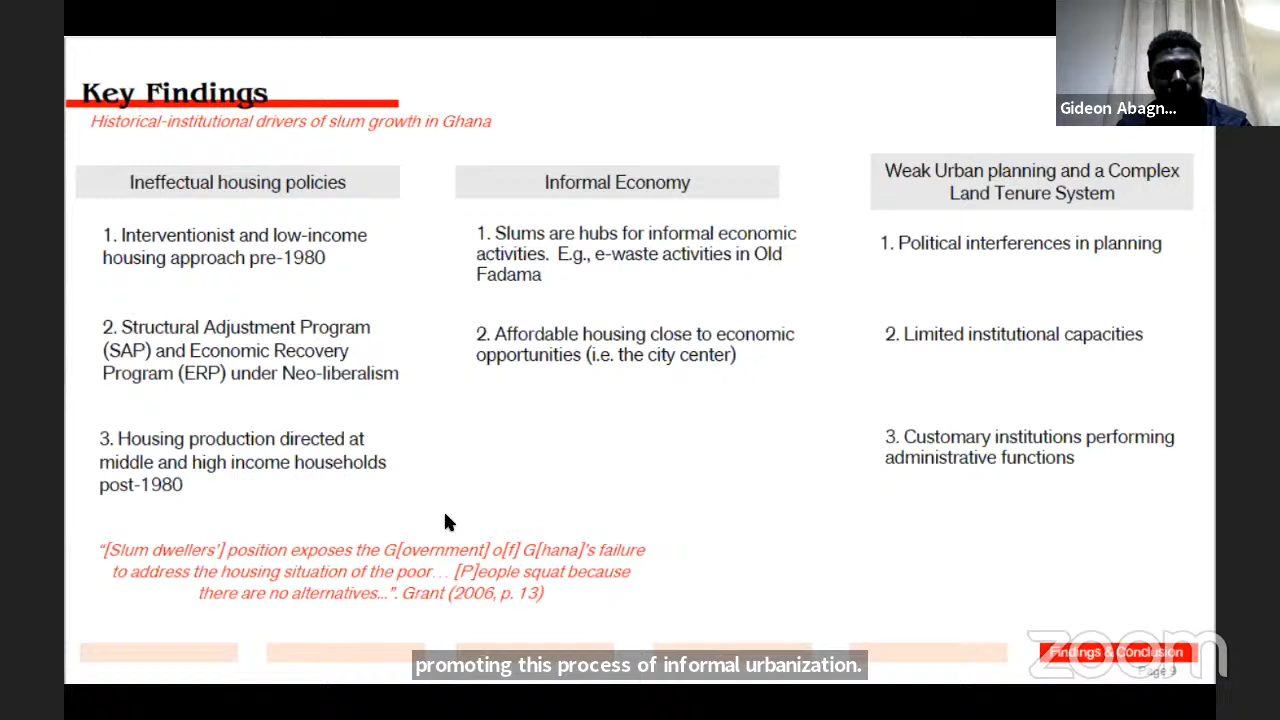 Key Findings
Historical-institutional drivers of slum growth in Ghana
Gideon Abagn...
Ineffectual housing policies
1. Interventionist and low-income
housing approach pre-1980
2. Structural Adjustment Program
(SAP) and Economic Recovery
Program (ERP) under Neo-liberalism
3. Housing production directed at
middle and high income households
post-1980
Informal Economy
1. Slums are hubs for informal economic
activities. E.g., e-waste activities in Old
Fadama
2. Affordable housing close to economic
opportunities (i.e. the city center)
Weak Urban planning and a Complex
Land Tenure System
1. Political interferences in planning
2. Limited institutional capacities
3. Customary institutions performing
administrative functions
“[Slum dwellers’] position exposes the G[overnment] o[f] G[hana]’s failure
to address the housing situation of the poor… [P]eople squat because
there are no alternatives...”. Grant (2006, p. 13)
Findings & Conclusion
zoom
Page 9
promoting this process of informal urbanization.